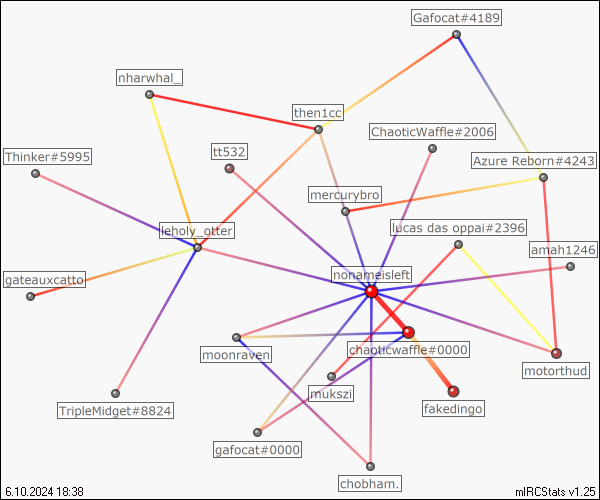 Gafocat#4189
nharwhal_
then1cc
ChaoticWaffle#2006
Thinker#5995
tt532
Azure Reborn#4243
mercurybro
leholy_otter
lucas das oppai#2396
amah1246
nonameisleft
gateauxcatto
moonraven
chaoticwaffle#0000
motorthud
mukszi
TripleMidget#8824
fakedingo
gafocat#0000
chobham.
6.10.2024 18:38
mIRCStats v1.25